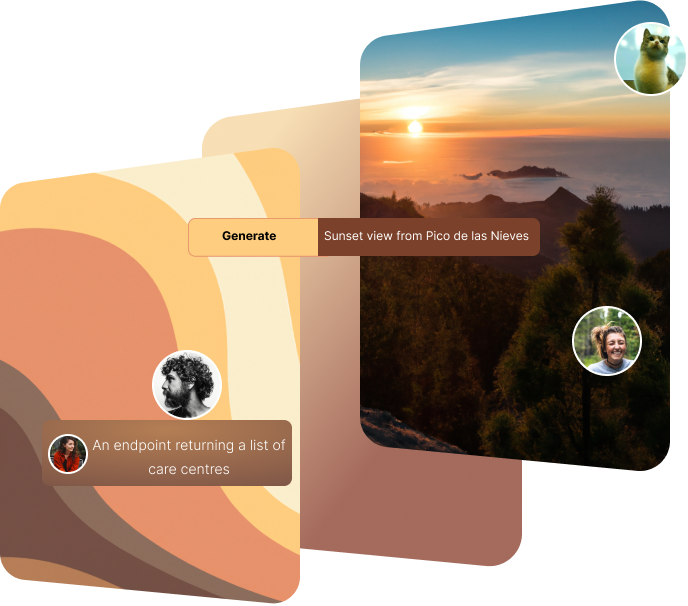 Generate
Sunset view from Pico de las Nieves
An endpoint returning a list of
care centres